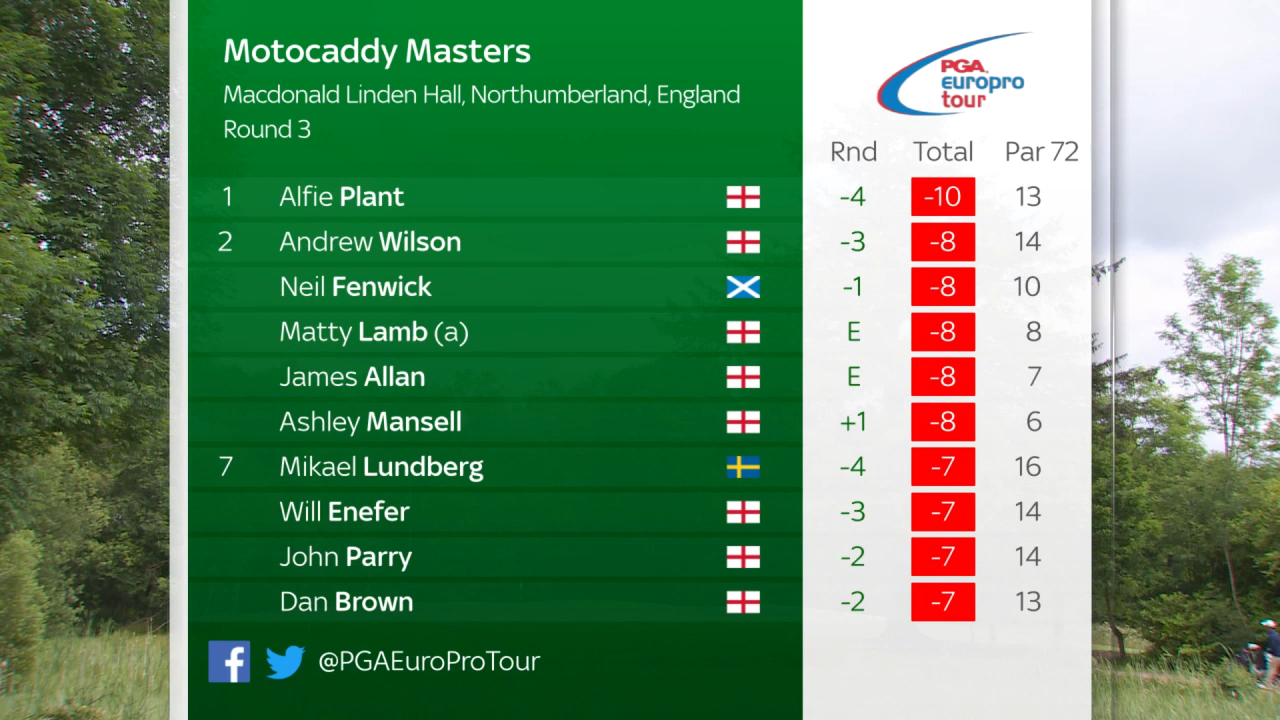 Motocaddy Masters
Macdonald Linden Hall, Northumberland, England
Round 3
PGA
europro
tour
Rnd Total Par 72
1 Alfie Plant -4 -10 13
2 Andrew Wilson -3 -8 14
Neil Fenwick -1 -8 10
Matty Lamb (a) E -8 8
James Allan E -8 7
Ashley Mansell +1 -8 6
7 Mikael Lundberg -4 -7 16
Will Enefer -3 -7 14
John Parry -2 -7 14
Dan Brown -2 -7 13
@PGAEuroProTour